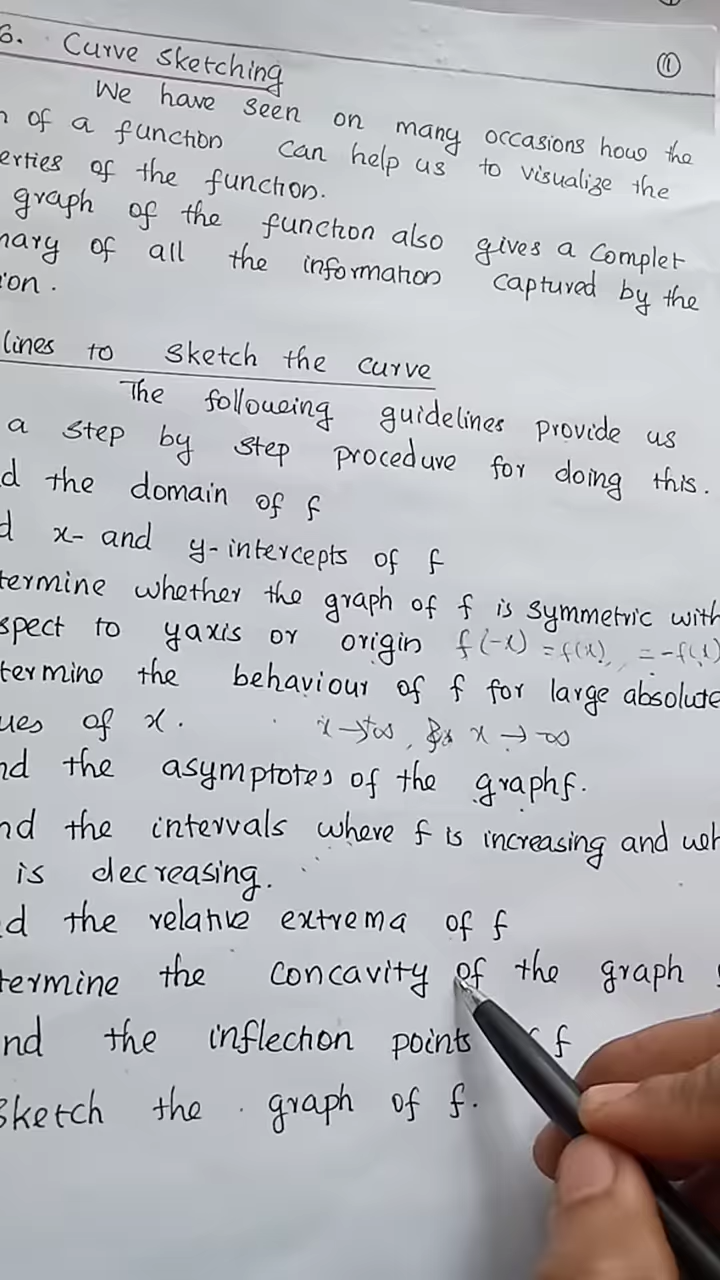 6. Curve sketching ①
We have seen on many occasions how the
n of a function can help us to visualize the
erties of the function.
graph of the function also gives a complet
mary of all the information captured by the
ion.
lines to sketch the curve
The following guidelines provide us
a step by step procedure for doing this.
d the domain of f
d x- and y-intercepts of f
termine whether the graph of f is symmetric with
spect to yaxis or origin f(-x) = f(x), = -f(x)
termine the behaviour of f for large absolute
ues of x. x → +∞, x → -∞
nd the asymptotes of the graph f.
nd the intervals where f is increasing and wh
is decreasing.
d the relative extrema of f
termine the concavity of the graph
nd the inflection points f
sketch the graph of f.